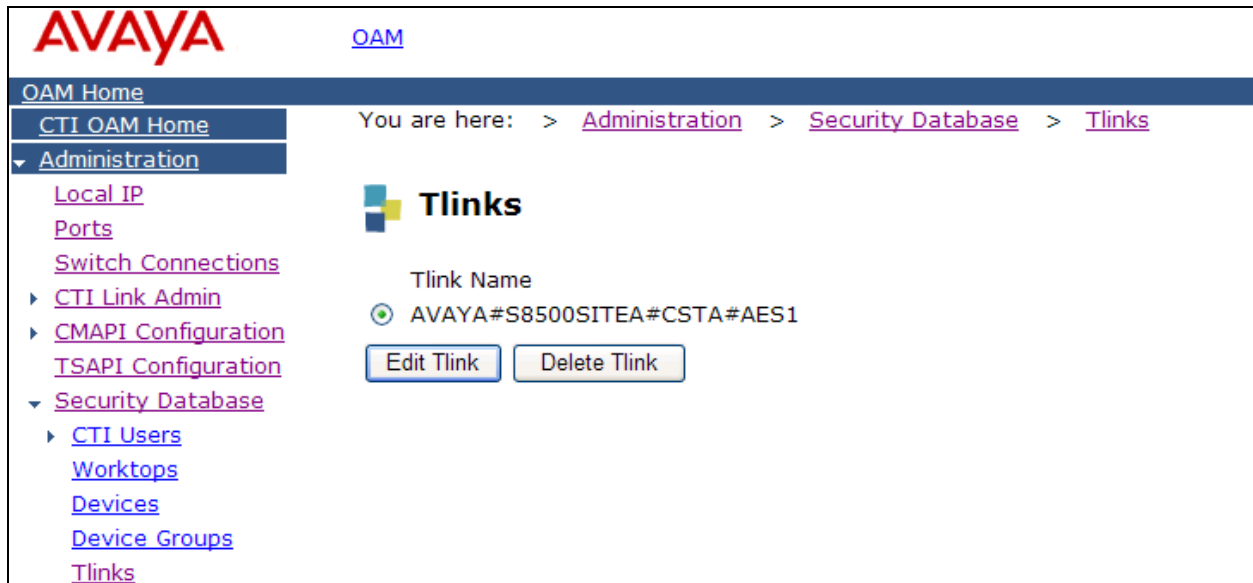 AVAYA
OAM
OAM Home
CTI OAM Home
Administration
Local IP
Ports
Switch Connections
CTI Link Admin
CMAPI Configuration
TSAPI Configuration
Security Database
CTI Users
Worktops
Devices
Device Groups
Tlinks
You are here: > Administration > Security Database > Tlinks
Tlinks
Tlink Name
AVAYA#S8500SITEA#CSTA#AES1
Edit Tlink Delete Tlink